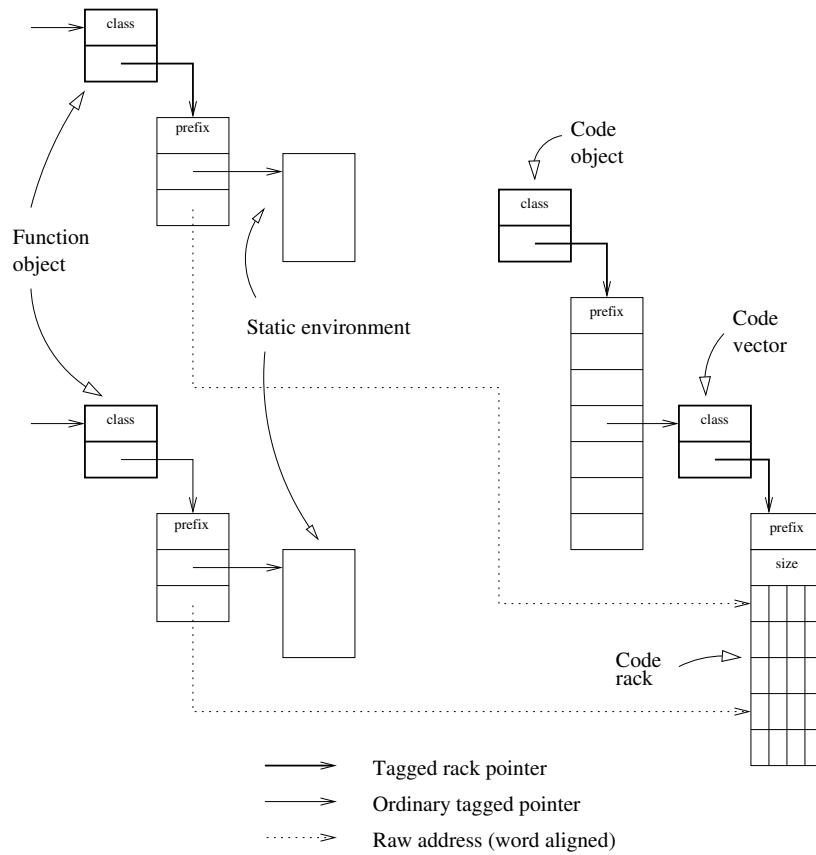 class
prefix
Code
object
class
Function
object
Static environment
prefix
Code
vector
class
class
prefix
prefix
size
Code
rack
Tagged rack pointer
Ordinary tagged pointer
Raw address (word aligned)